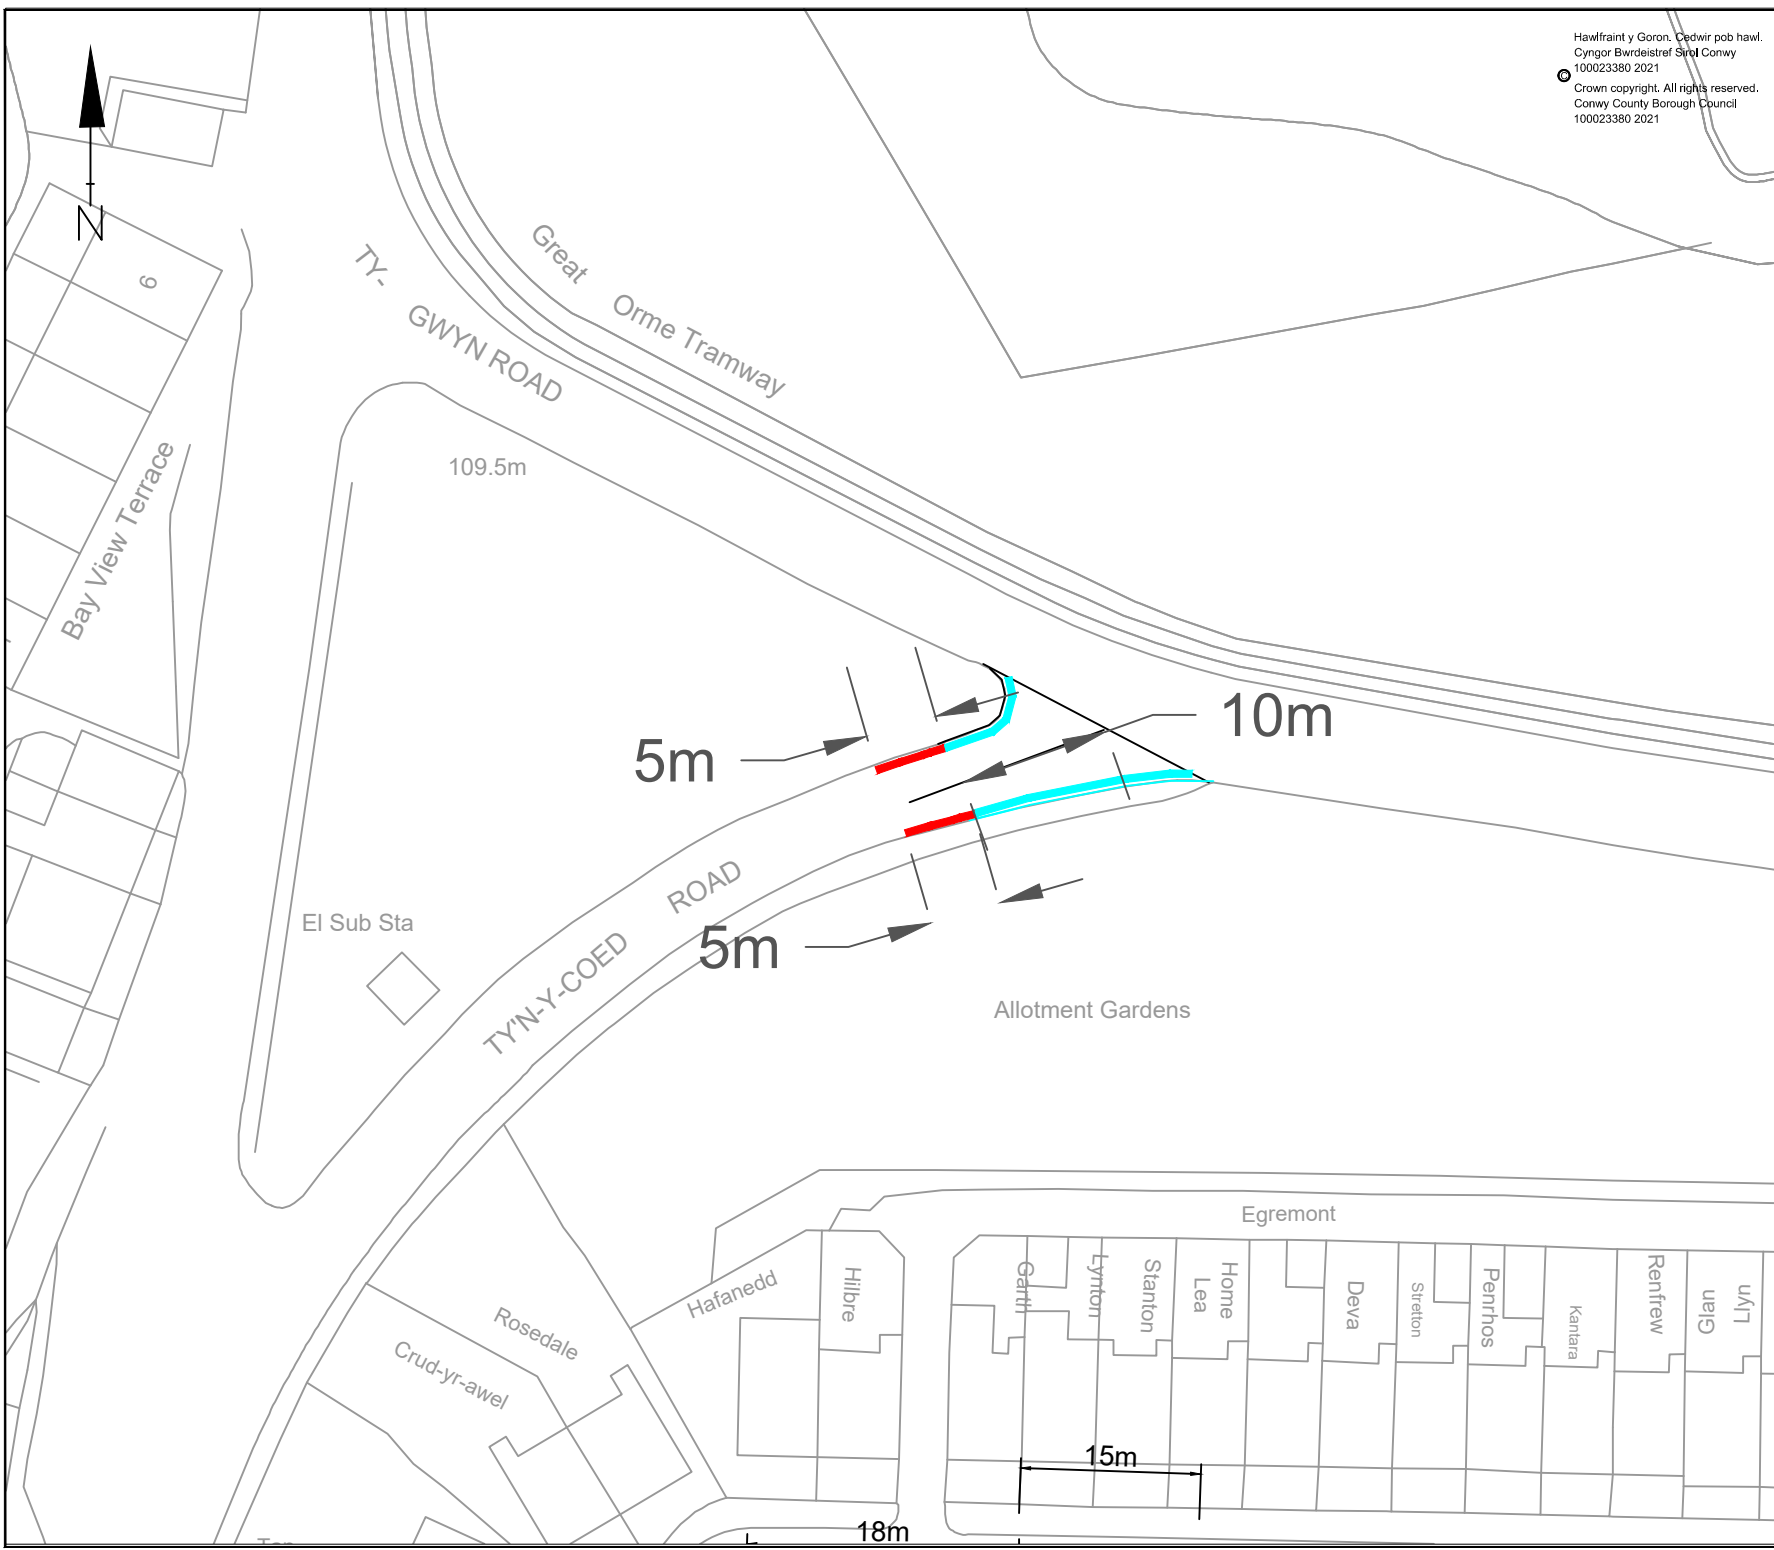 Hawlfraint y Goron. Cedwir pob hawl.
Cyngor Bwrdeistref Sirol Conwy
100023380 2021
©
Crown copyright. All rights reserved.
Conwy County Borough Council
100023380 2021
N
6
TY-
GWYN ROAD
Great
Orme Tramway
109.5m
Bay View Terrace
5m
10m
5m
ROAD
TY'N-Y-COED
El Sub Sta
Allotment Gardens
Egremont
Hafanedd
Hilbre
Garth
Lynton
Stanton
Home
Lea
Deva
Stretton
Penrhos
Kantara
Renfrew
Glan
Llyn
Rosedale
Crud-yr-awel
15m
18m